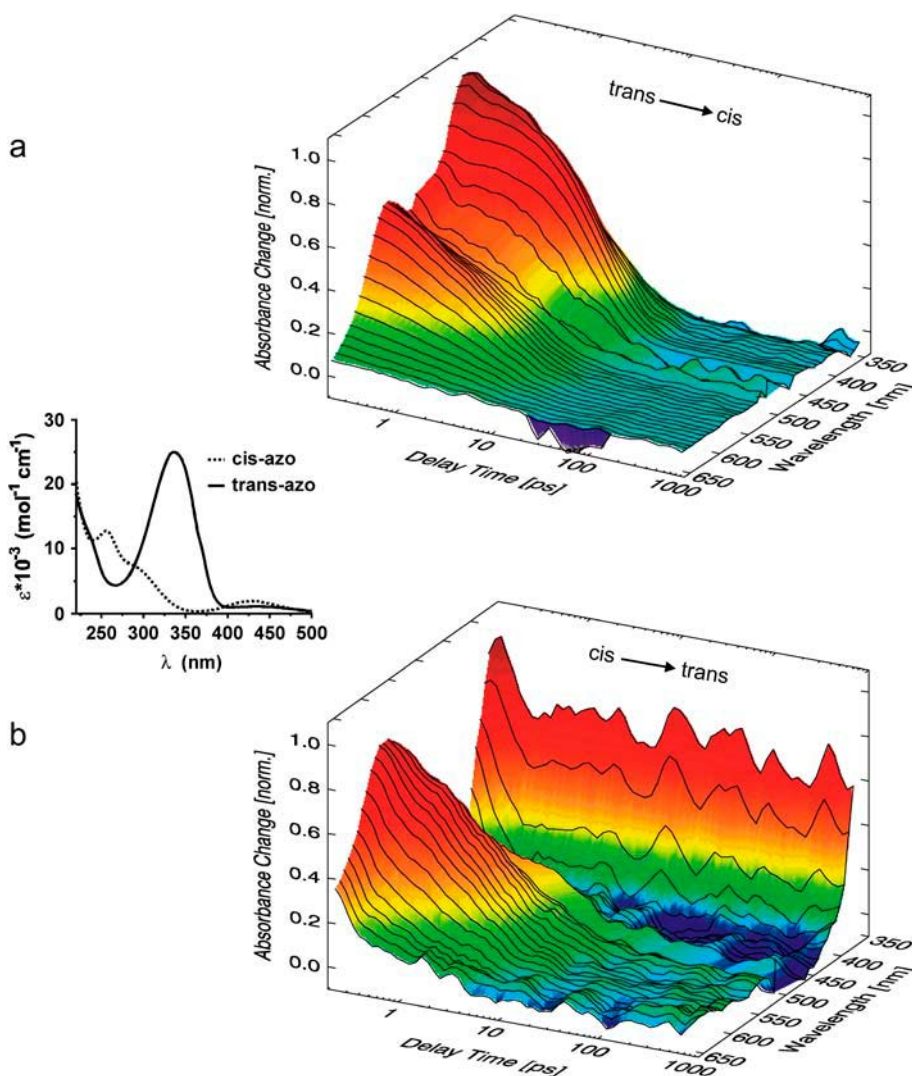 a
trans → cis
Absorbance Change [norm.]
1.0
0.8
0.6
0.4
0.2
0.0
1
10
100
1000
Delay Time [ps]
350
400
450
500
550
600
650
Wavelength [nm]
ε*10⁻³ (mol⁻¹ cm⁻¹)
30
20
10
0
cis-azo
trans-azo
250 300 350 400 450 500
λ (nm)
b
cis → trans
Absorbance Change [norm.]
1.0
0.8
0.6
0.4
0.2
0.0
1
10
100
1000
Delay Time [ps]
350
400
450
500
550
600
650
Wavelength [nm]